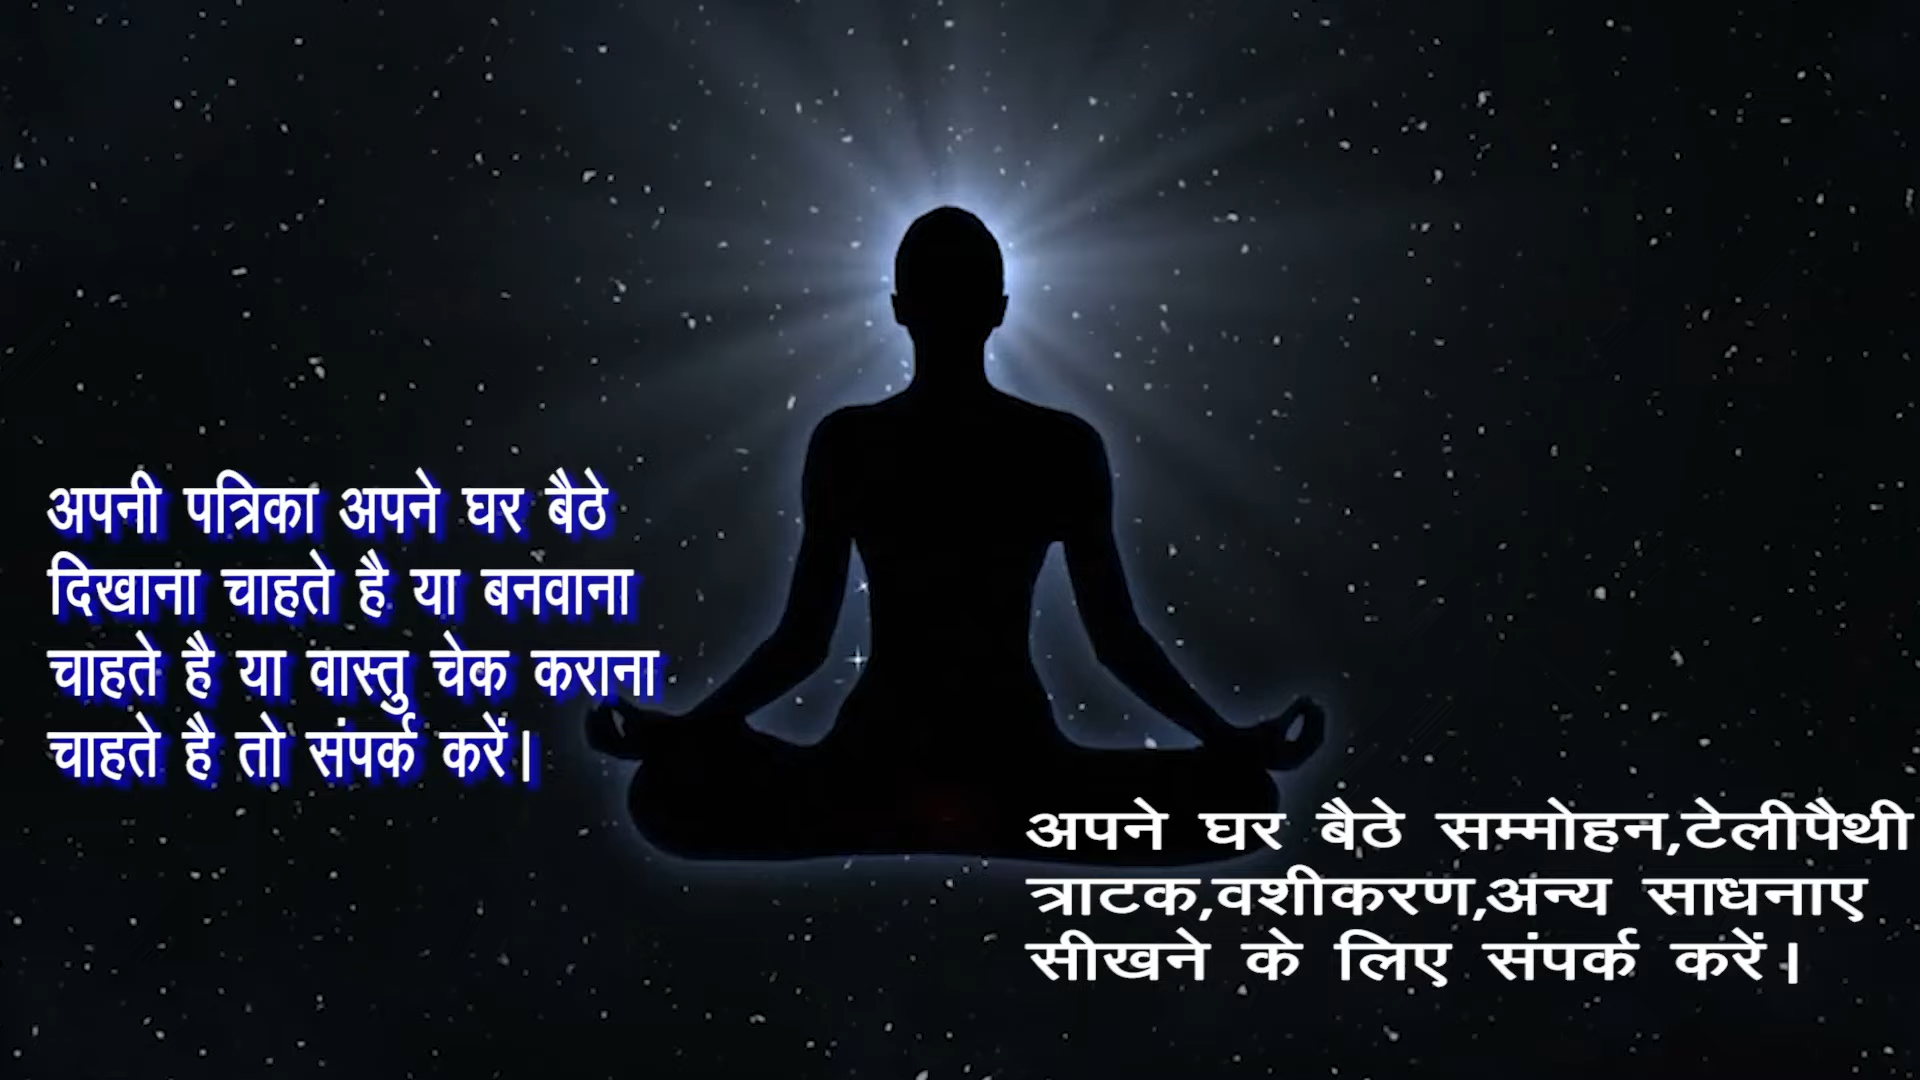 अपनी पत्रिका अपने घर बैठे
दिखाना चाहते है या बनवाना
चाहते है या वास्तु चेक कराना
चाहते है तो संपर्क करें।
अपने घर बैठे सम्मोहन,टेलीपैथी
त्राटक,वशीकरण,अन्य साधनाए
सीखने के लिए संपर्क करें।